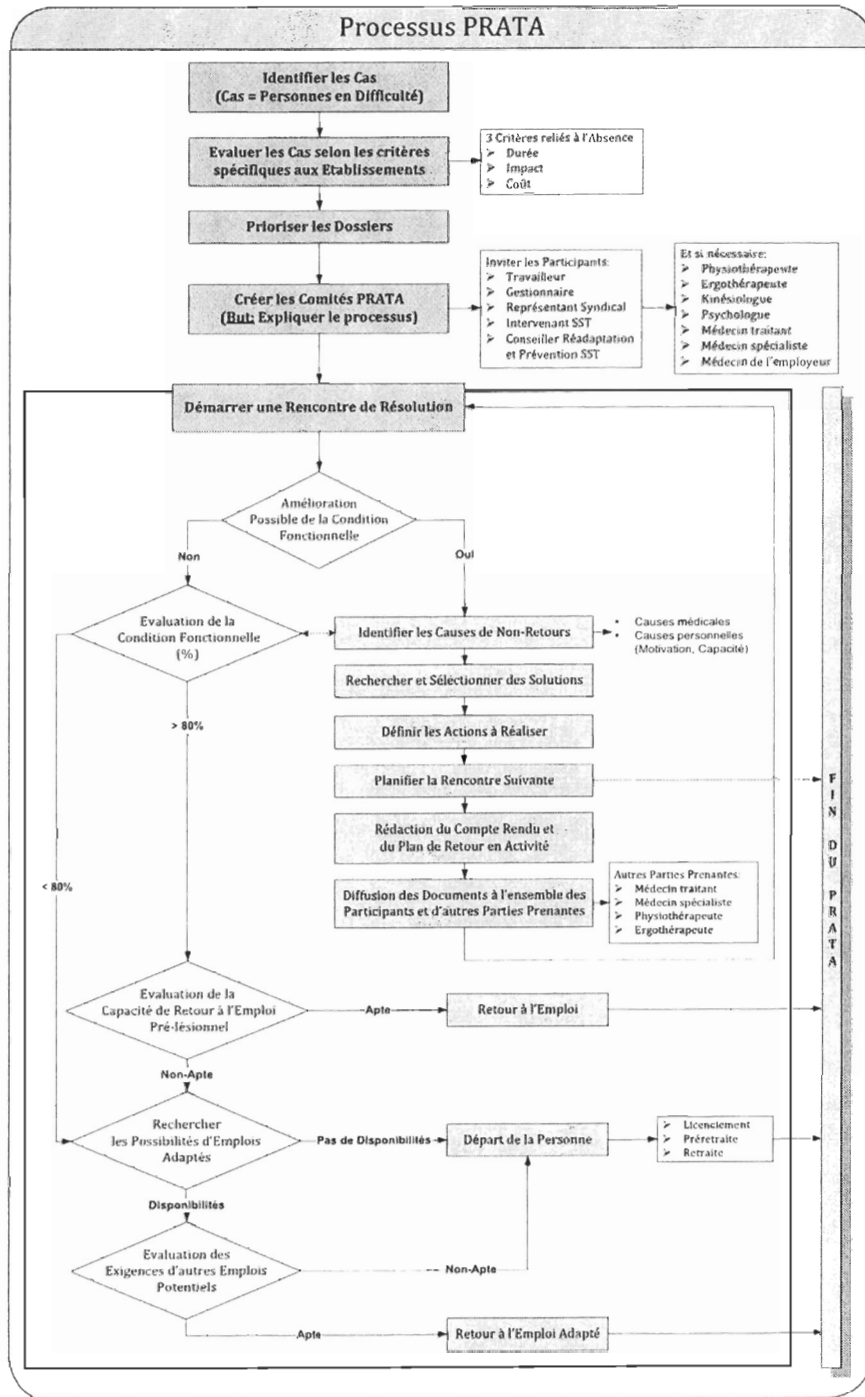 Processus PRATA
Identifier les Cas
(Cas = Personnes en Difficulté)
Evaluer les Cas selon les critères
spécifiques aux Etablissements
3 Critères reliés à l'Absence
➢ Durée
➢ Impact
➢ Coût
Prioriser les Dossiers
Créer les Comités PRATA
(But: Expliquer le processus)
Inviter les Participants:
➢ Travailleur
➢ Gestionnaire
➢ Représentant Syndical
➢ Intervenant SST
➢ Conseiller Réadaptation
et Prévention SST
Et si nécessaire:
➢ Physiothérapeute
➢ Ergothérapeute
➢ Kinésiologue
➢ Psychologue
➢ Médecin traitant
➢ Médecin spécialiste
➢ Médecin de l'employeur
Démarrer une Rencontre de Résolution
Amélioration
Possible de la Condition
Fonctionnelle
Non
Oui
Evaluation de la
Condition Fonctionnelle
(%)
Identifier les Causes de Non-Retours
• Causes médicales
• Causes personnelles
(Motivation, Capacité)
Rechercher et Sélectionner des Solutions
> 80%
Définir les Actions à Réaliser
Planifier la Rencontre Suivante
Rédaction du Compte Rendu et
du Plan de Retour en Activité
< 80%
Diffusion des Documents à l'ensemble des
Participants et d'autres Parties Prenantes
Autres Parties Prenantes:
➢ Médecin traitant
➢ Médecin spécialiste
➢ Physiothérapeute
➢ Ergothérapeute
FIN DU PRATA
Evaluation de la
Capacité de Retour à l'Emploi
Pré-lésionnel
Apte
Retour à l'Emploi
Non-Apte
Rechercher
les Possibilités d'Emplois
Adaptés
Pas de Disponibilités
Départ de la Personne
➢ Licenciement
➢ Préretraite
➢ Retraite
Disponibilités
Evaluation des
Exigences d'autres Emplois
Potentiels
Non-Apte
Apte
Retour à l'Emploi Adapté